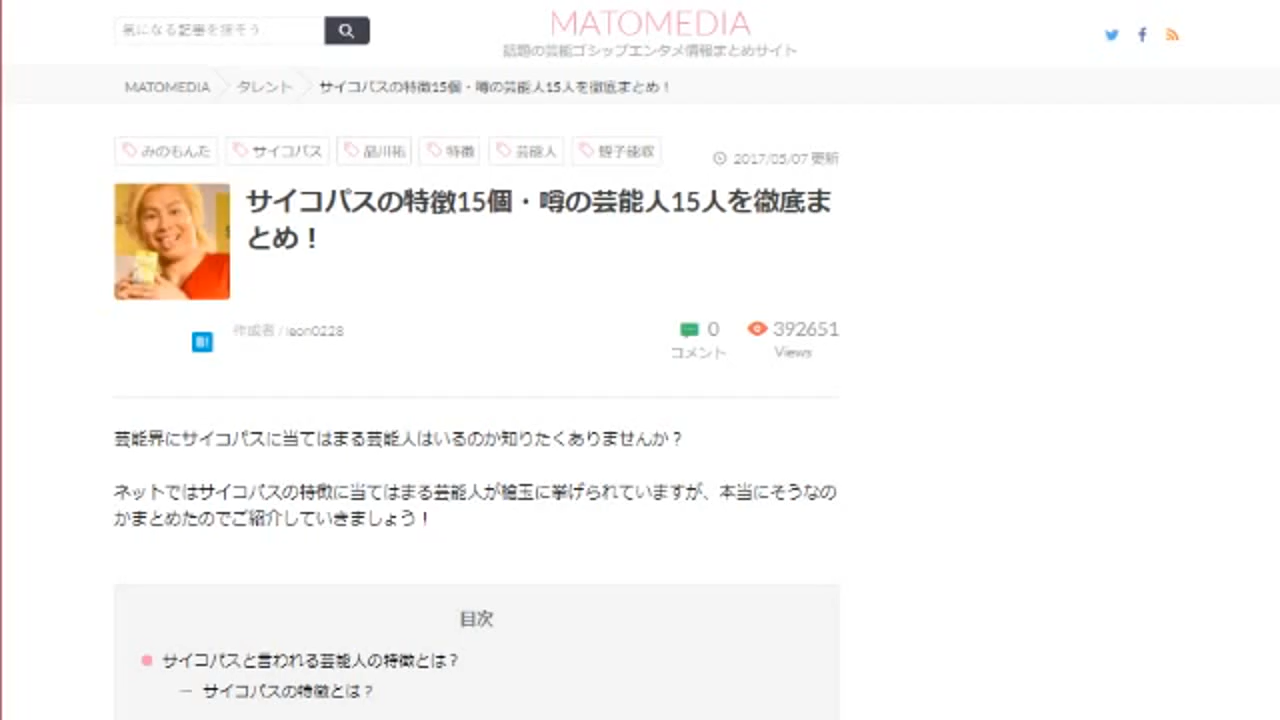 気になる記事を探そう
MATOMEDIA
話題の芸能ゴシップエンタメ情報まとめサイト
MATOMEDIA タレント サイコパスの特徴15個・噂の芸能人15人を徹底まとめ！
みのもんた サイコパス 品川祐 特徴 芸能人 蛭子能収
2017/05/07 更新
サイコパスの特徴15個・噂の芸能人15人を徹底ま
とめ！
B!
作成者 / leon0228
0
392651
コメント
Views
芸能界にサイコパスに当てはまる芸能人はいるのか知りたくありませんか？
ネットではサイコパスの特徴に当てはまる芸能人が槍玉に挙げられていますが、本当にそうなの
かまとめたのでご紹介していきましょう！
目次
サイコパスと言われる芸能人の特徴とは？
サイコパスの特徴とは？